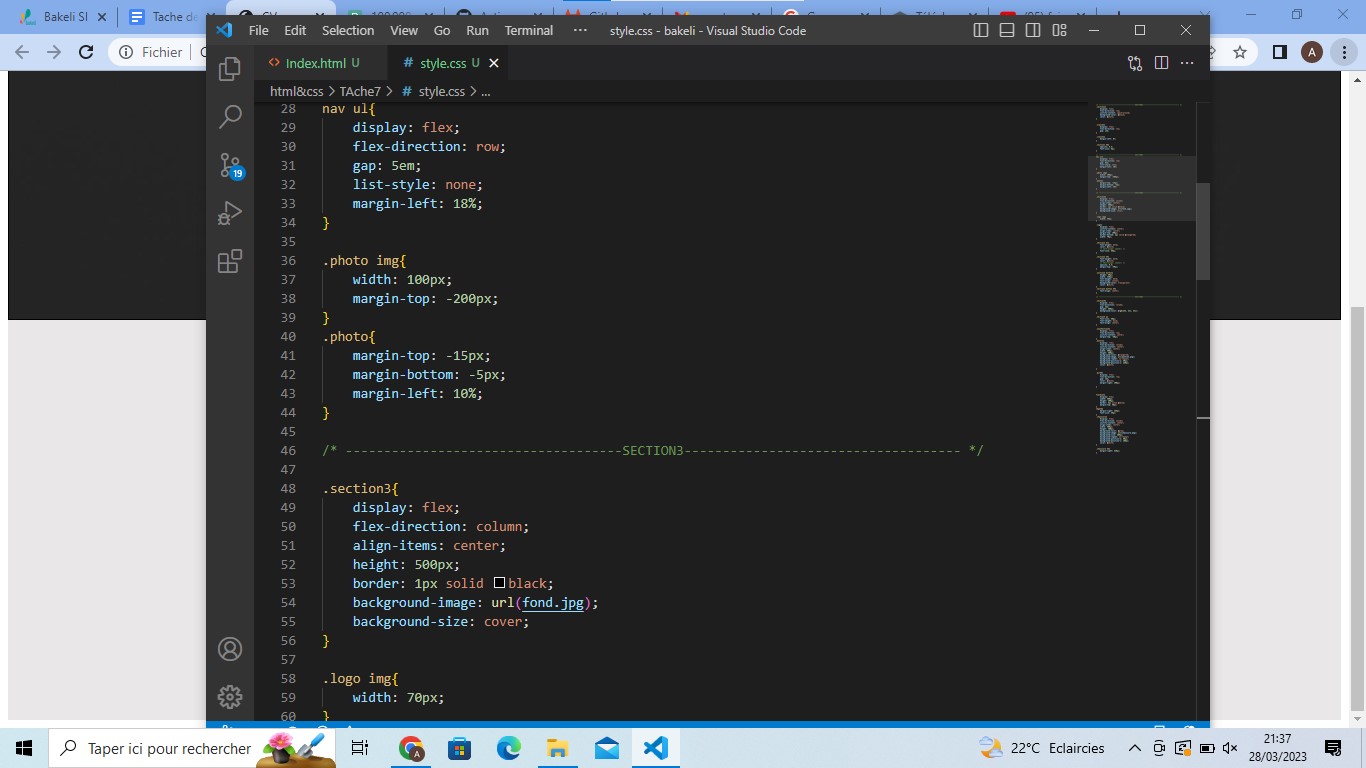 Bakeli SI
Tache de
File Edit Selection View Go Run Terminal ··· style.css - bakeli - Visual Studio Code
Fichier
A
Index.html U
# style.css U
html&css > TAche7 > # style.css > ...
28 nav ul{
29 display: flex;
30 flex-direction: row;
31 gap: 5em;
32 list-style: none;
33 margin-left: 18%;
34 }
35
36 .photo img{
37 width: 100px;
38 margin-top: -200px;
39 }
40 .photo{
41 margin-top: -15px;
42 margin-bottom: -5px;
43 margin-left: 10%;
44 }
45
46 /* ------------------------------------SECTION3------------------------------------ */
47
48 .section3{
49 display: flex;
50 flex-direction: column;
51 align-items: center;
52 height: 500px;
53 border: 1px solid black;
54 background-image: url(fond.jpg);
55 background-size: cover;
56 }
57
58 .logo img{
59 width: 70px;
60 }
19
Taper ici pour rechercher
A
22°C Eclaircies
21:37
28/03/2023